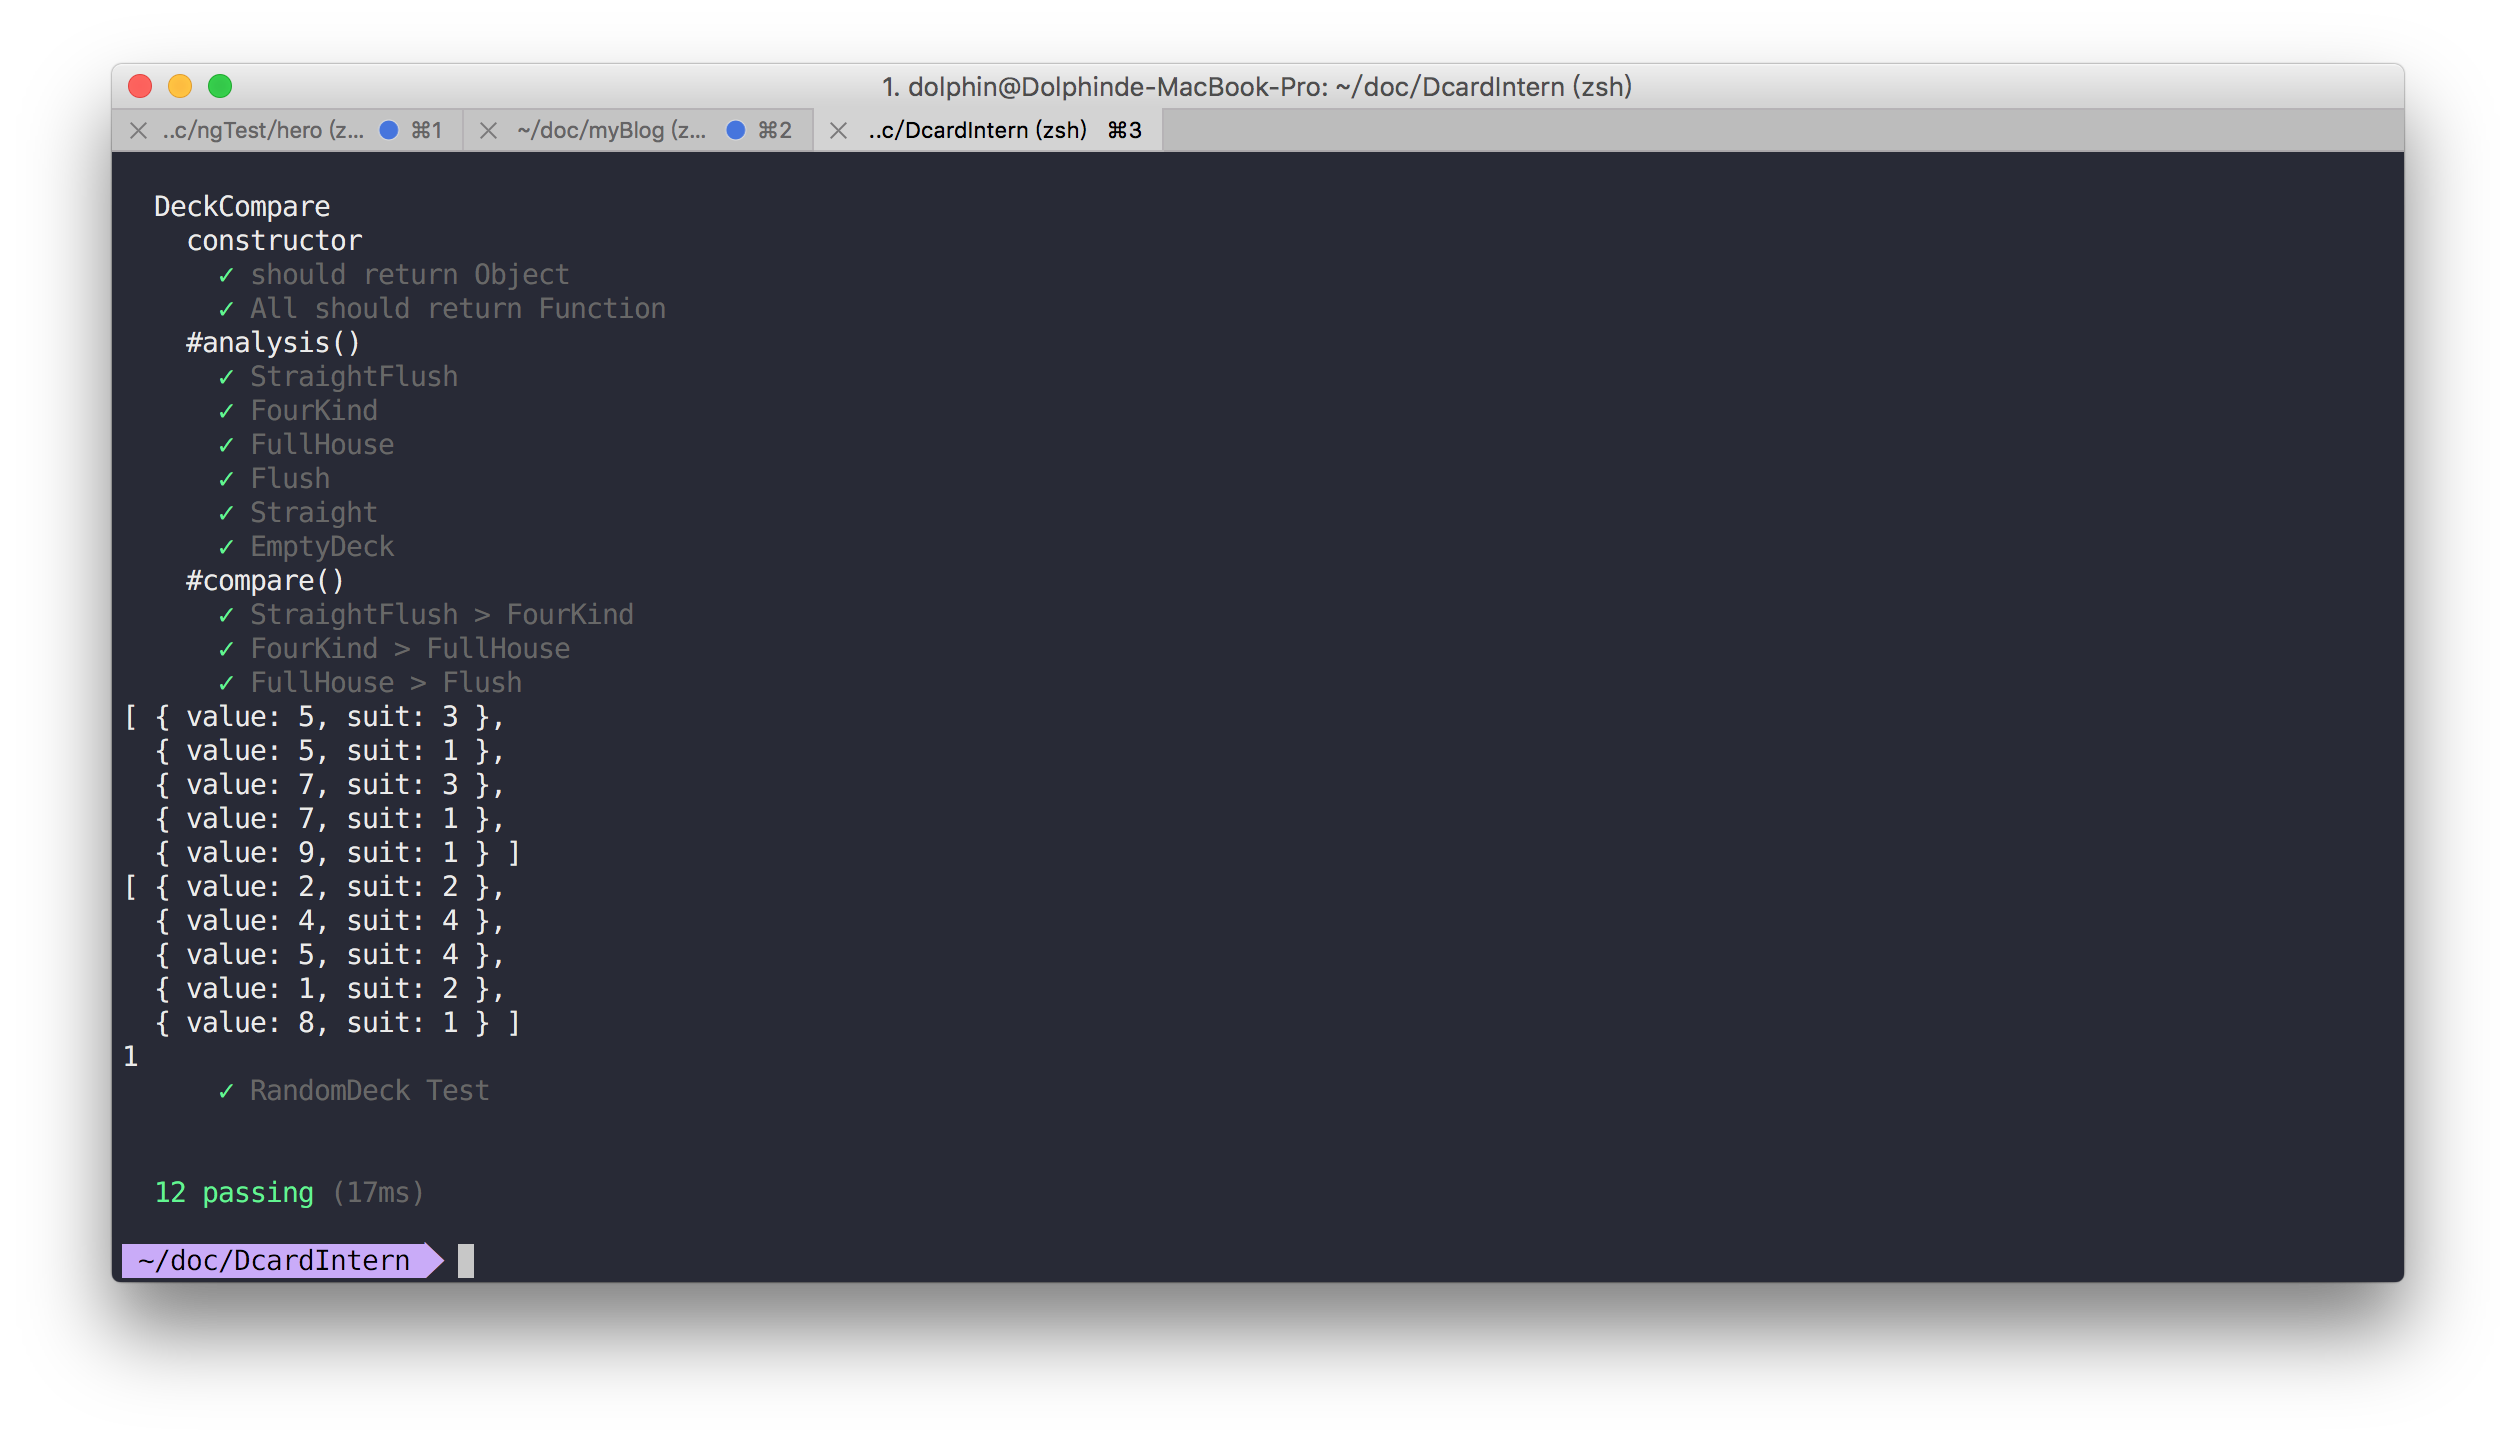 1. dolphin@Dolphinde-MacBook-Pro: ~/doc/DcardIntern (zsh)
..c/ngTest/hero (z... ⌘1 ~/doc/myBlog (z... ⌘2 ..c/DcardIntern (zsh) ⌘3
DeckCompare
constructor
✓ should return Object
✓ All should return Function
#analysis()
✓ StraightFlush
✓ FourKind
✓ FullHouse
✓ Flush
✓ Straight
✓ EmptyDeck
#compare()
✓ StraightFlush > FourKind
✓ FourKind > FullHouse
✓ FullHouse > Flush
[ { value: 5, suit: 3 },
{ value: 5, suit: 1 },
{ value: 7, suit: 3 },
{ value: 7, suit: 1 },
{ value: 9, suit: 1 } ]
[ { value: 2, suit: 2 },
{ value: 4, suit: 4 },
{ value: 5, suit: 4 },
{ value: 1, suit: 2 },
{ value: 8, suit: 1 } ]
1
✓ RandomDeck Test
12 passing (17ms)
~/doc/DcardIntern